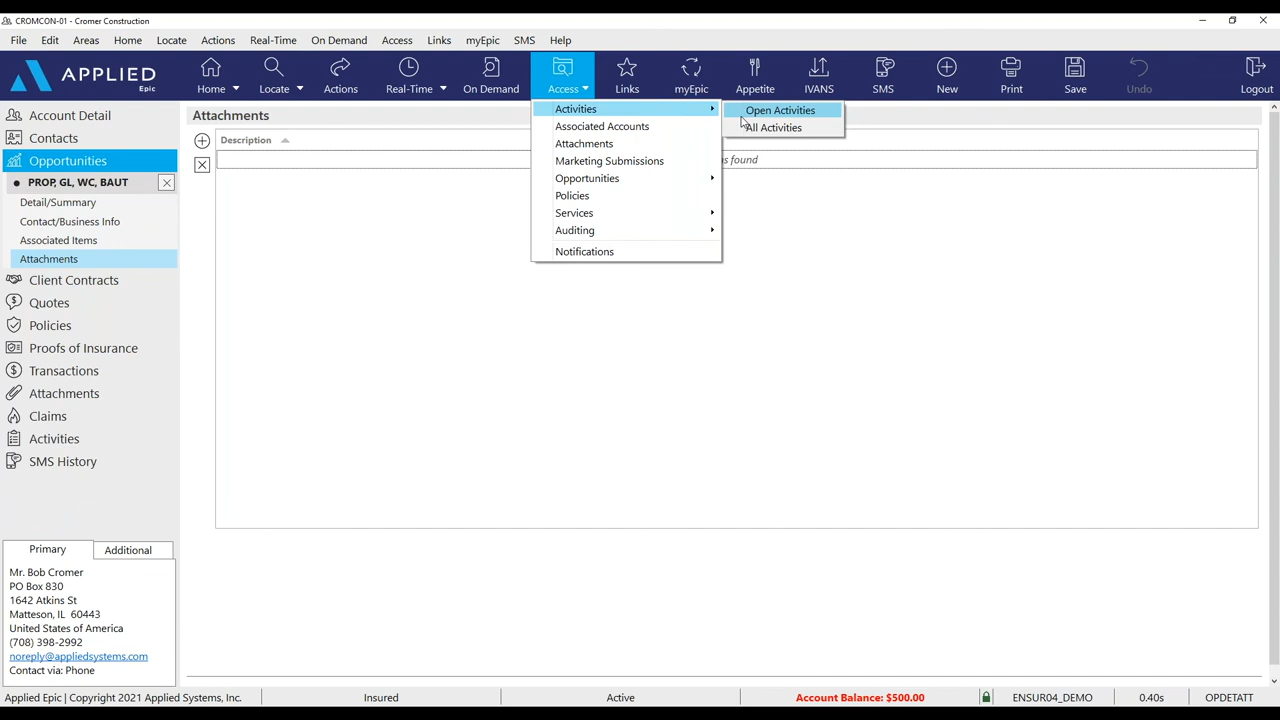 CROMCON-01 - Cromer Construction
File Edit Areas Home Locate Actions Real-Time On Demand Access Links myEpic SMS Help
APPLIED
Epic
Home Locate Actions Real-Time On Demand Access Links myEpic Appetite IVANS SMS New Print Save Undo Logout
Account Detail
Contacts
Opportunities
PROP, GL, WC, BAUT
Detail/Summary
Contact/Business Info
Associated Items
Attachments
Client Contracts
Quotes
Policies
Proofs of Insurance
Transactions
Attachments
Claims
Activities
SMS History
Primary Additional
Mr. Bob Cromer
PO Box 830
1642 Atkins St
Matteson, IL 60443
United States of America
(708) 398-2992
noreply@appliedsystems.com
Contact via: Phone
Attachments
Description
found
Activities
Associated Accounts
Attachments
Marketing Submissions
Opportunities
Policies
Services
Auditing
Notifications
Open Activities
All Activities
Applied Epic | Copyright 2021 Applied Systems, Inc. Insured Active Account Balance: $500.00 ENSUR04_DEMO 0.40s OPDETATT